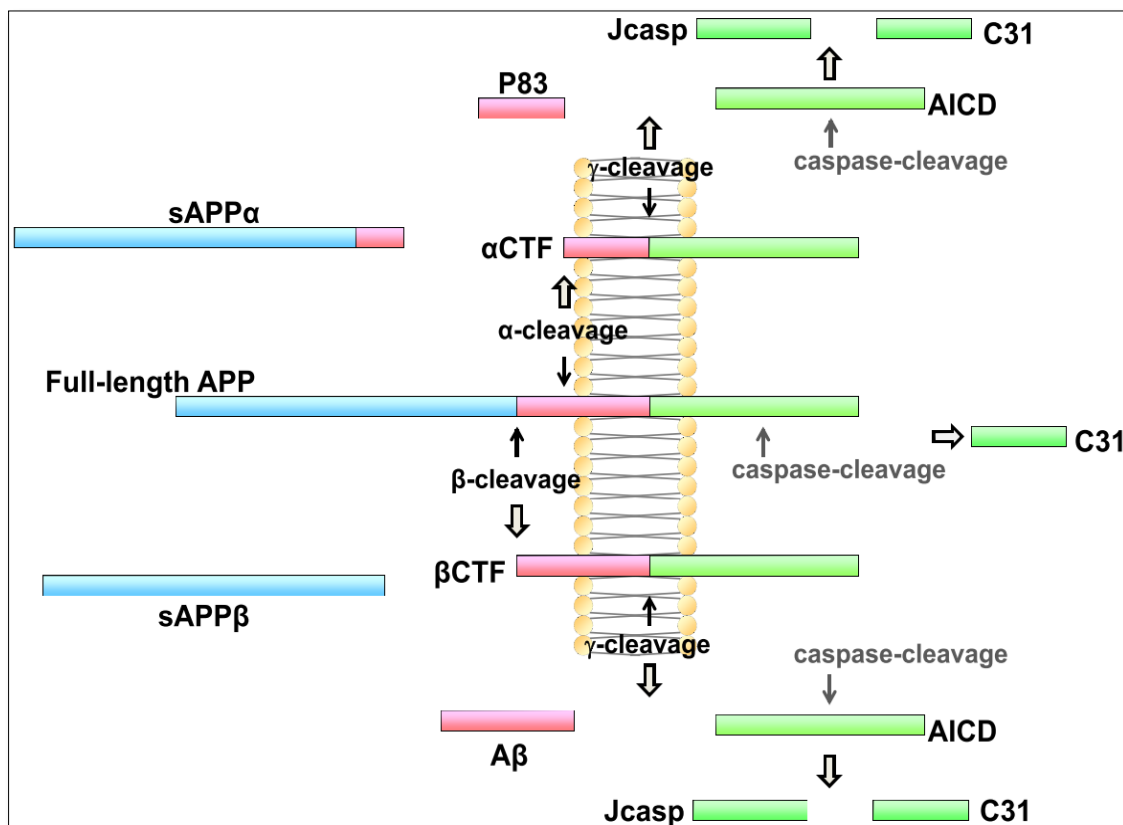 Jcasp
C31
P83
AICD
caspase-cleavage
γ-cleavage
sAPPα
αCTF
α-cleavage
Full-length APP
C31
β-cleavage
caspase-cleavage
βCTF
sAPPβ
γ-cleavage
caspase-cleavage
AICD
Aβ
Jcasp
C31